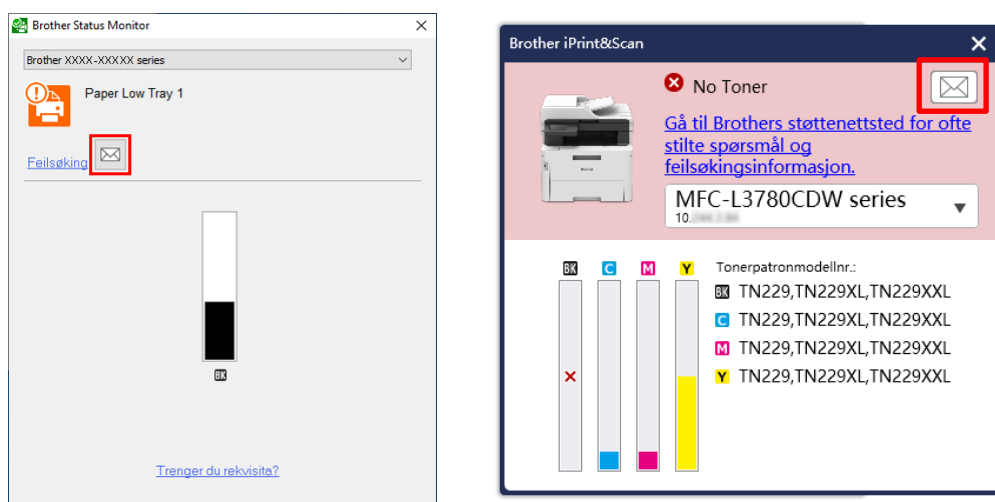 Brother Status Monitor
Brother XXXX-XXXXX series
Paper Low Tray 1
Feilsøking
BK
Trenger du rekvisita?
Brother iPrint&Scan
No Toner
Gå til Brothers støttenettsted for ofte
stilte spørsmål og
feilsøkingsinformasjon.
MFC-L3780CDW series
10.
BK C M Y
Tonerpatronmodellnr.:
BK TN229,TN229XL,TN229XXL
C TN229,TN229XL,TN229XXL
M TN229,TN229XL,TN229XXL
Y TN229,TN229XL,TN229XXL